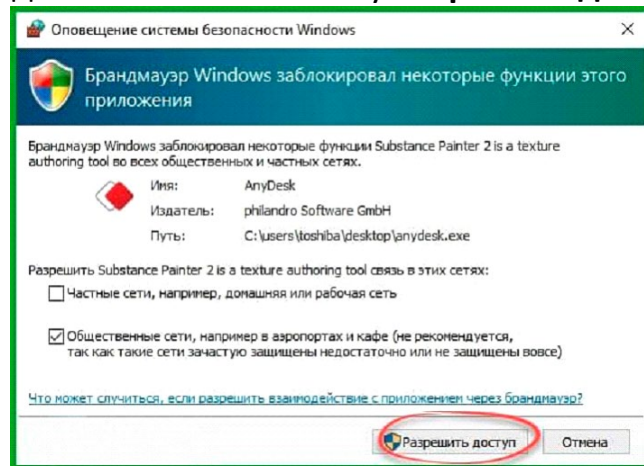 Оповещение системы безопасности Windows
Брандмауэр Windows заблокировал некоторые функции этого
приложения
Брандмауэр Windows заблокировал некоторые функции Substance Painter 2 is a texture
authoring tool во всех общественных и частных сетях.
Имя: AnyDesk
Издатель: philandro Software GmbH
Путь: C:\users\toshiba\desktop\anydesk.exe
Разрешить Substance Painter 2 is a texture authoring tool связь в этих сетях:
Частные сети, например, домашняя или рабочая сеть
Общественные сети, например в аэропортах и кафе (не рекомендуется,
так как такие сети зачастую защищены недостаточно или не защищены вовсе)
Что может случиться, если разрешить взаимодействие с приложением через брандмауэр?
Разрешить доступ Отмена